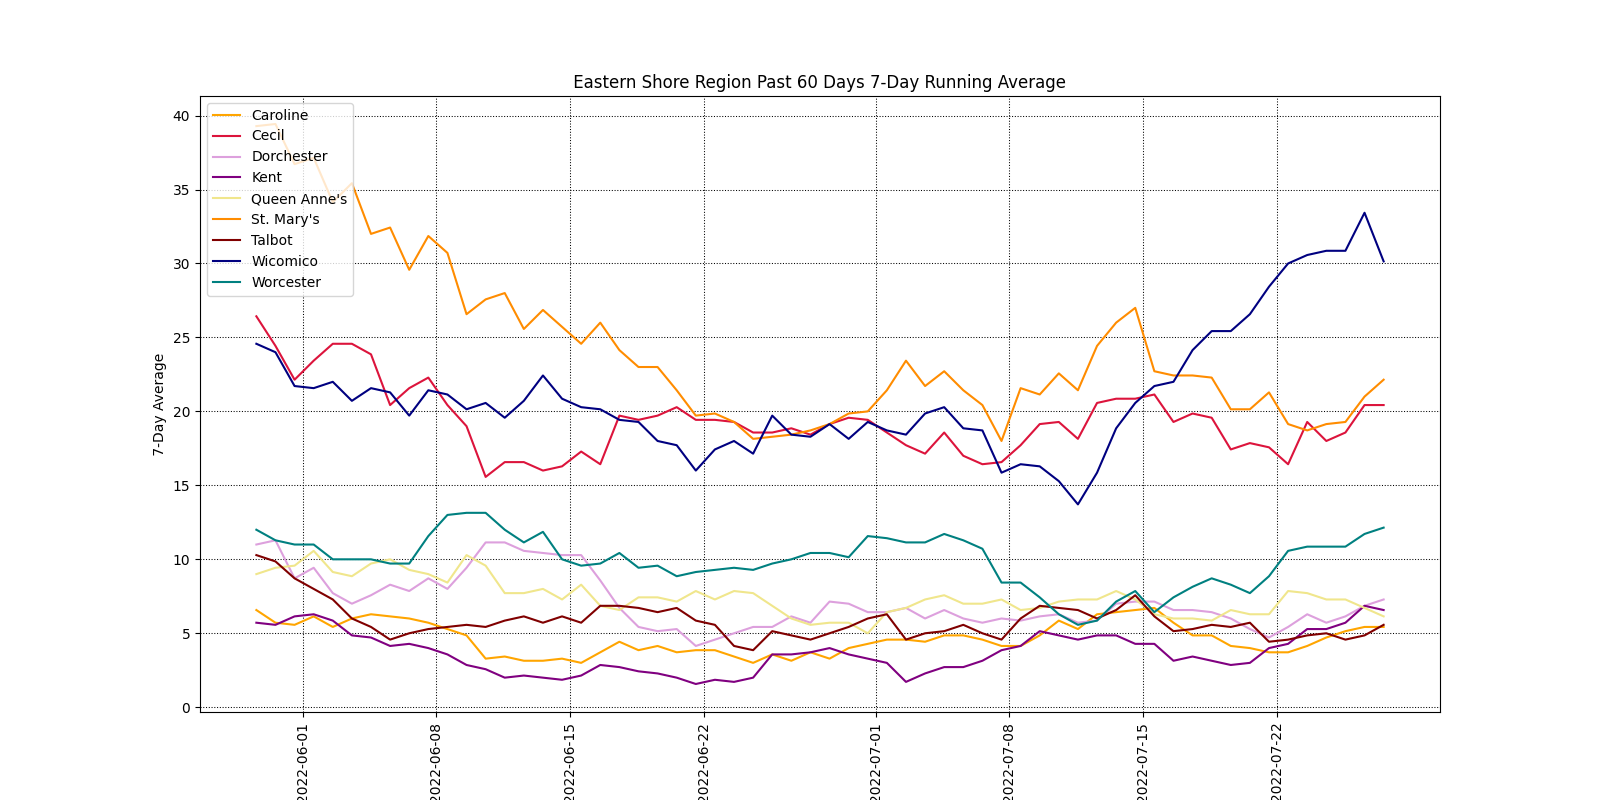 Eastern Shore Region Past 60 Days 7-Day Running Average
40
35
30
25
20
15
10
5
0
7-Day Average
Caroline
Cecil
Dorchester
Kent
Queen Anne's
St. Mary's
Talbot
Wicomico
Worcester
2022-06-01
2022-06-08
2022-06-15
2022-06-22
2022-07-01
2022-07-08
2022-07-15
2022-07-22